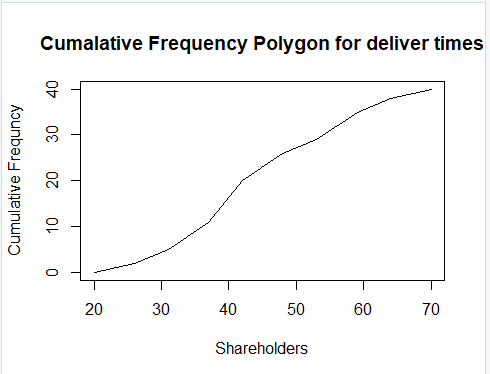 Cumalative Frequency Polygon for deliver times
Cumulative Frequncy
40
30
20
10
0
20 30 40 50 60 70
Shareholders